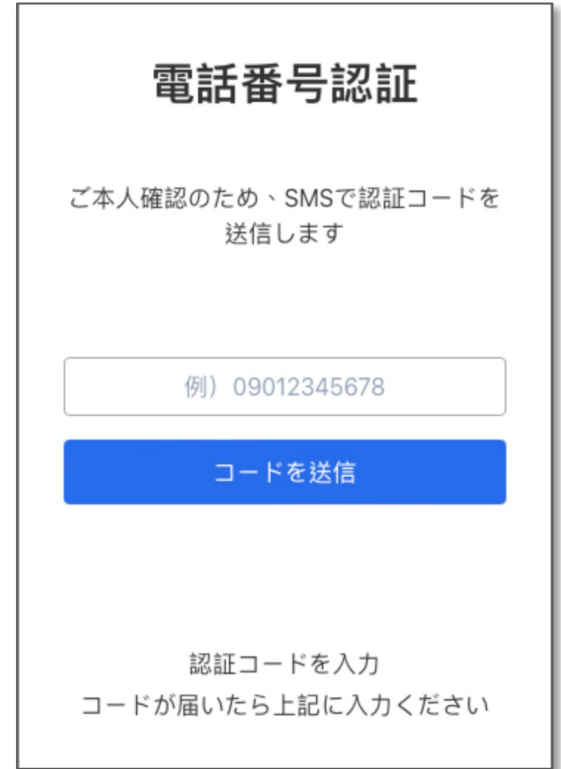 電話番号認証
ご本人確認のため、SMSで認証コードを
送信します
例）09012345678
コードを送信
認証コードを入力
コードが届いたら上記に入力ください